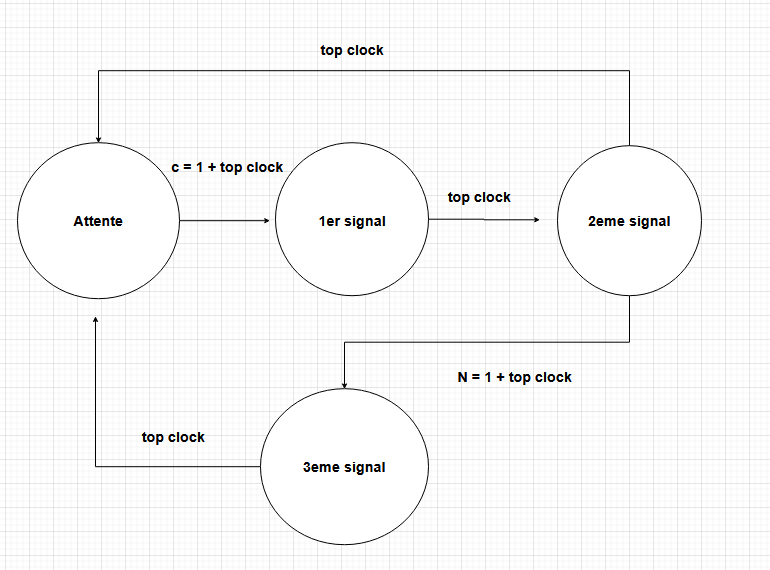 top clock
c = 1 + top clock
top clock
Attente
1er signal
2eme signal
N = 1 + top clock
top clock
3eme signal